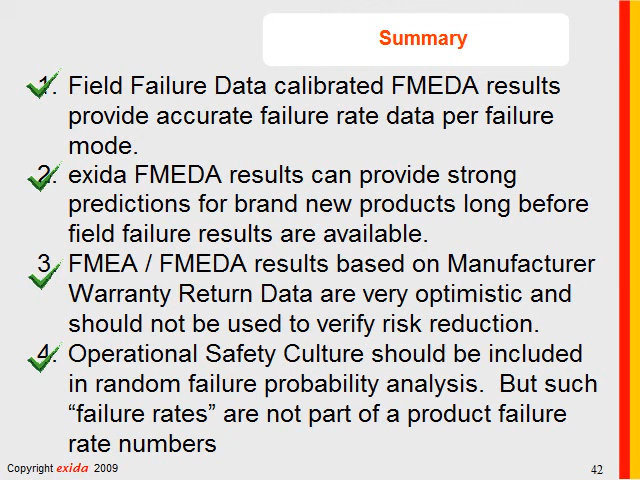 Summary
1. Field Failure Data calibrated FMEDA results
provide accurate failure rate data per failure
mode.
2. exida FMEDA results can provide strong
predictions for brand new products long before
field failure results are available.
3. FMEA / FMEDA results based on Manufacturer
Warranty Return Data are very optimistic and
should not be used to verify risk reduction.
4. Operational Safety Culture should be included
in random failure probability analysis.  But such
“failure rates” are not part of a product failure
rate numbers
Copyright exida 2009
42